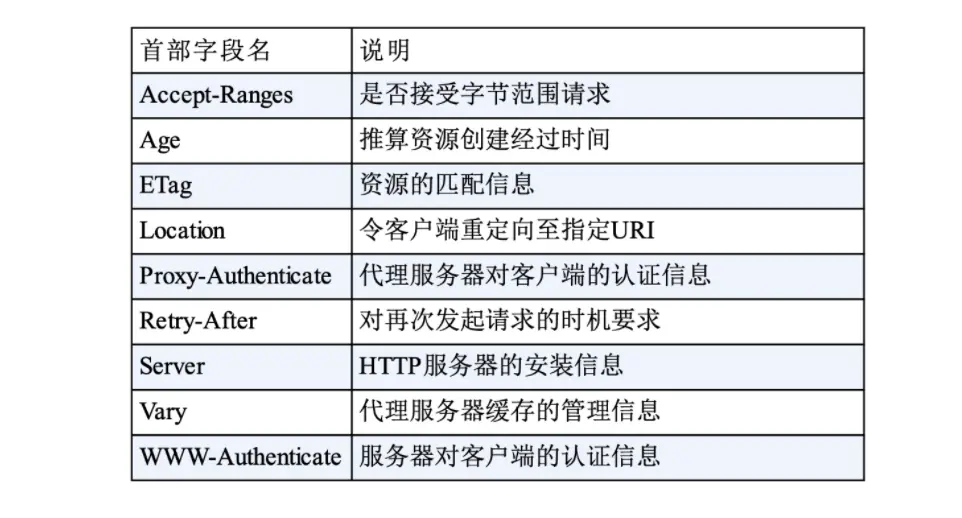 首部字段名 说明
Accept-Ranges 是否接受字节范围请求
Age 推算资源创建经过时间
ETag 资源的匹配信息
Location 令客户端重定向至指定URI
Proxy-Authenticate 代理服务器对客户端的认证信息
Retry-After 对再次发起请求的时机要求
Server HTTP服务器的安装信息
Vary 代理服务器缓存的管理信息
WWW-Authenticate 服务器对客户端的认证信息